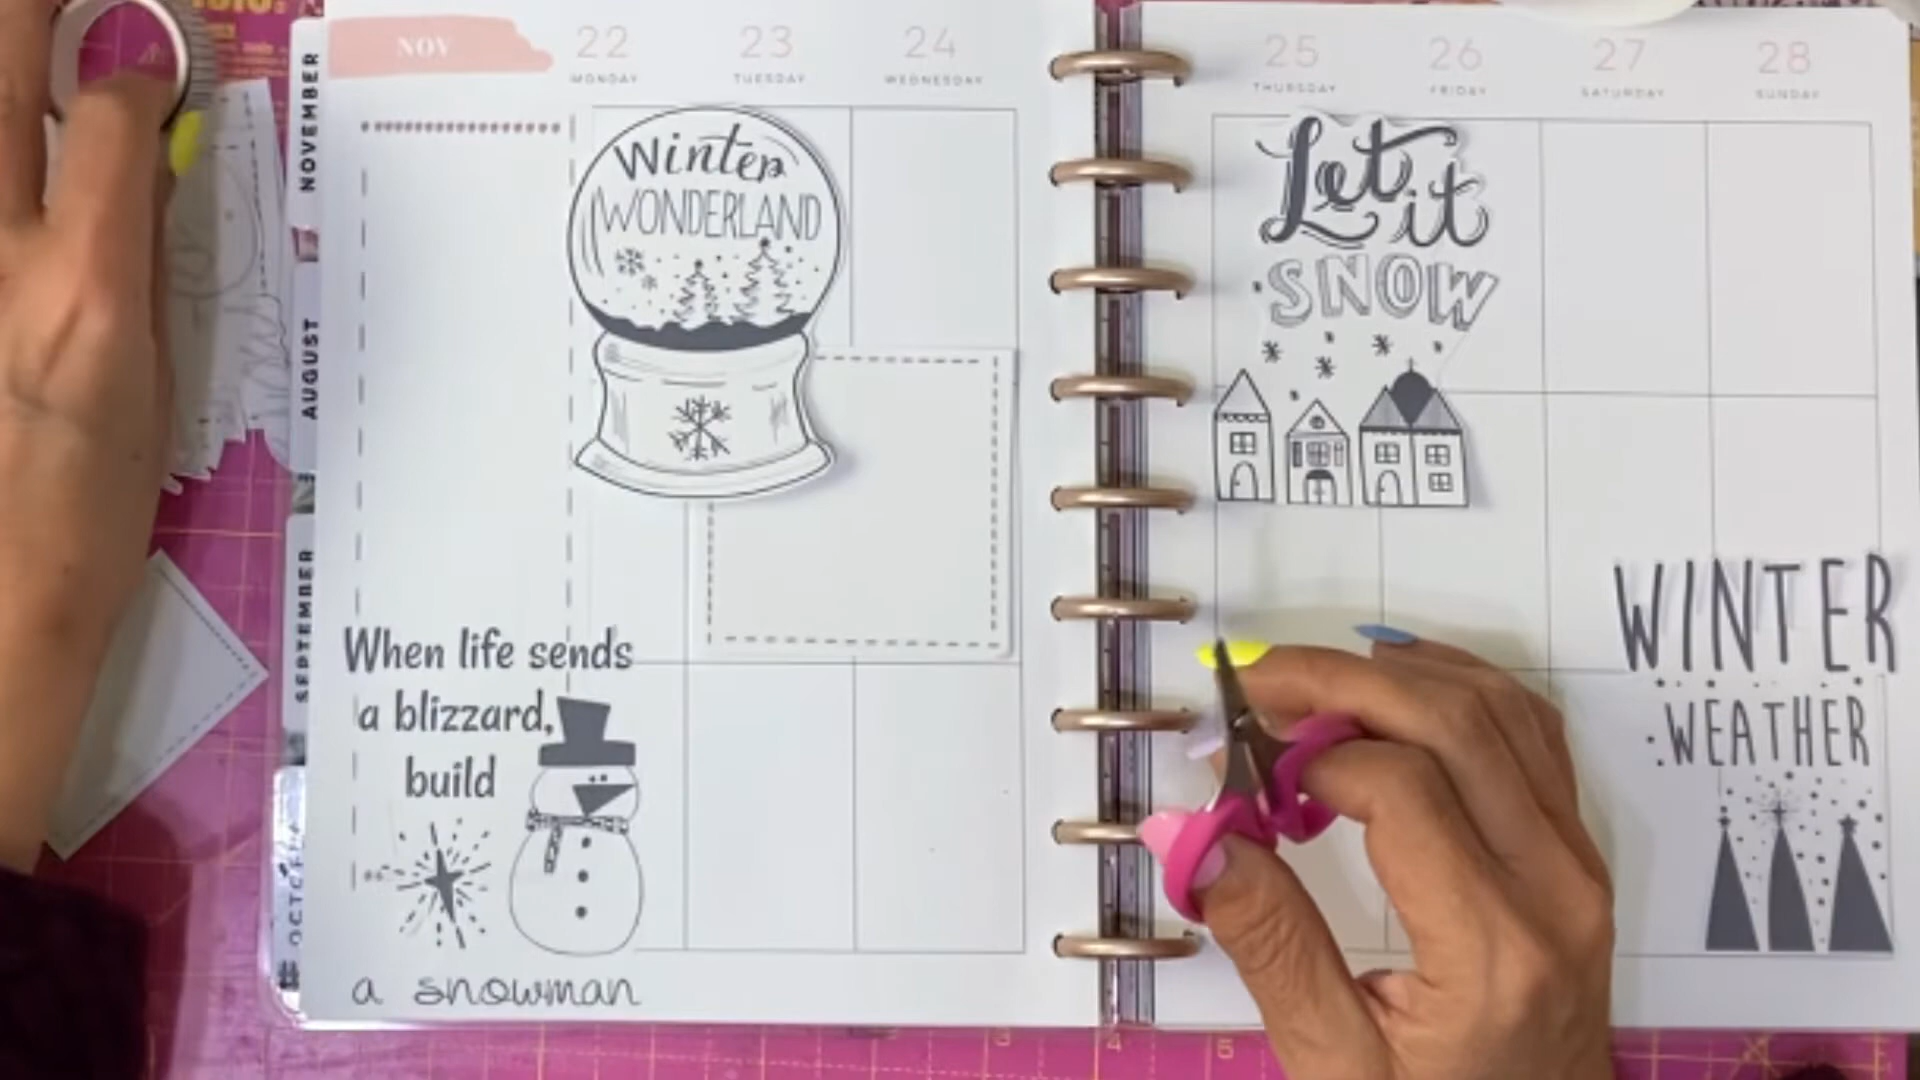 NOV
22
MONDAY
23
TUESDAY
24
WEDNESDAY
25
THURSDAY
26
FRIDAY
27
SATURDAY
28
SUNDAY
NOVEMBER
AUGUST
SEPTEMBER
Winter
WONDERLAND
Let
it
SNOW
When life sends
a blizzard,
build
a snowman
WINTER
WEATHER
4